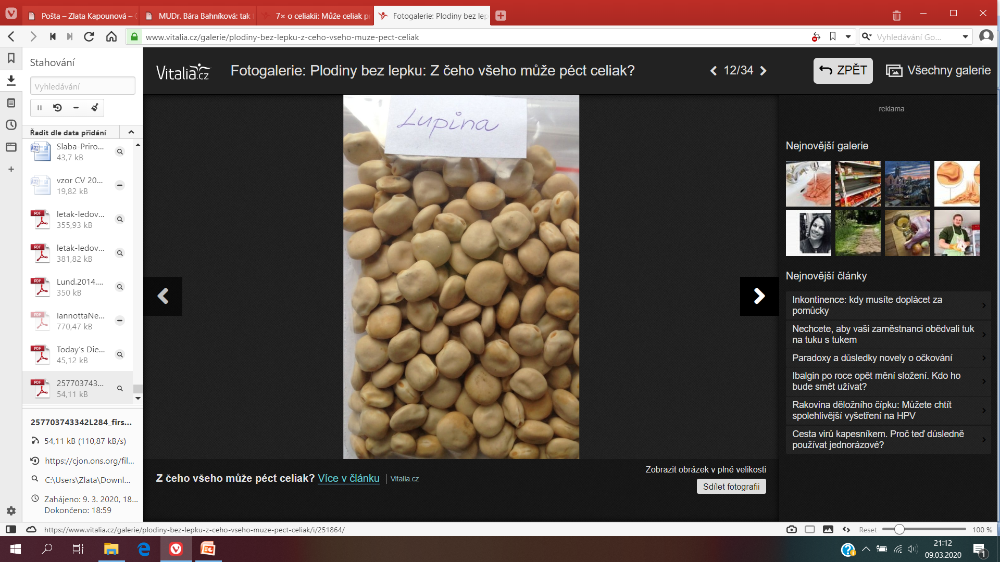 Pošta – Zlata Kapounová –
MUDr. Bára Bahníková: tak
7× o celiakii: Může celiak pr
Fotogalerie: Plodiny bez lep
www.vitalia.cz/galerie/plodiny-bez-lepku-z-ceho-vseho-muze-pect-celiak
Vyhledávání Go...
Stahování
Vyhledávání
Řadit dle data přidání
Slaba-Priro...
43,7 kB
vzor CV 20...
19,82 kB
letak-ledov...
355,93 kB
letak-ledov...
381,82 kB
Lund.2014....
350 kB
IannottaNe...
770,47 kB
Today's Die...
45,12 kB
257703743...
54,11 kB
257703743342L284_firs...
54,11 kB (110,87 kB/s)
https://cjon.ons.org/fil...
C:\Users\Zlata\Downl...
Zahájeno: 9. 3. 2020, 18...
Dokončeno: 18:59
Vitalia.cz
Fotogalerie: Plodiny bez lepku: Z čeho všeho může péct celiak?
12/34
ZPĚT
Všechny galerie
Lupina
reklama
Nejnovější galerie
Nejnovější články
Inkontinence: kdy musíte doplácet za
pomůcky
Nechcete, aby vaši zaměstnanci obědvali tuk
na tuku s tukem
Paradoxy a důsledky novely o očkování
Ibalgin po roce opět mění složení. Kdo ho
bude smět užívat?
Rakovina děložního čípku: Můžete chtít
spolehlivější vyšetření na HPV
Cesta virů kapesníkem. Proč teď důsledně
používat jednorázové?
Z čeho všeho může péct celiak? Více v článku | Vitalia.cz
Zobrazit obrázek v plné velikosti
Sdílet fotografii
https://www.vitalia.cz/galerie/plodiny-bez-lepku-z-ceho-vseho-muze-pect-celiak/i/251864/
Reset
100 %
21:12
09.03.2020
1